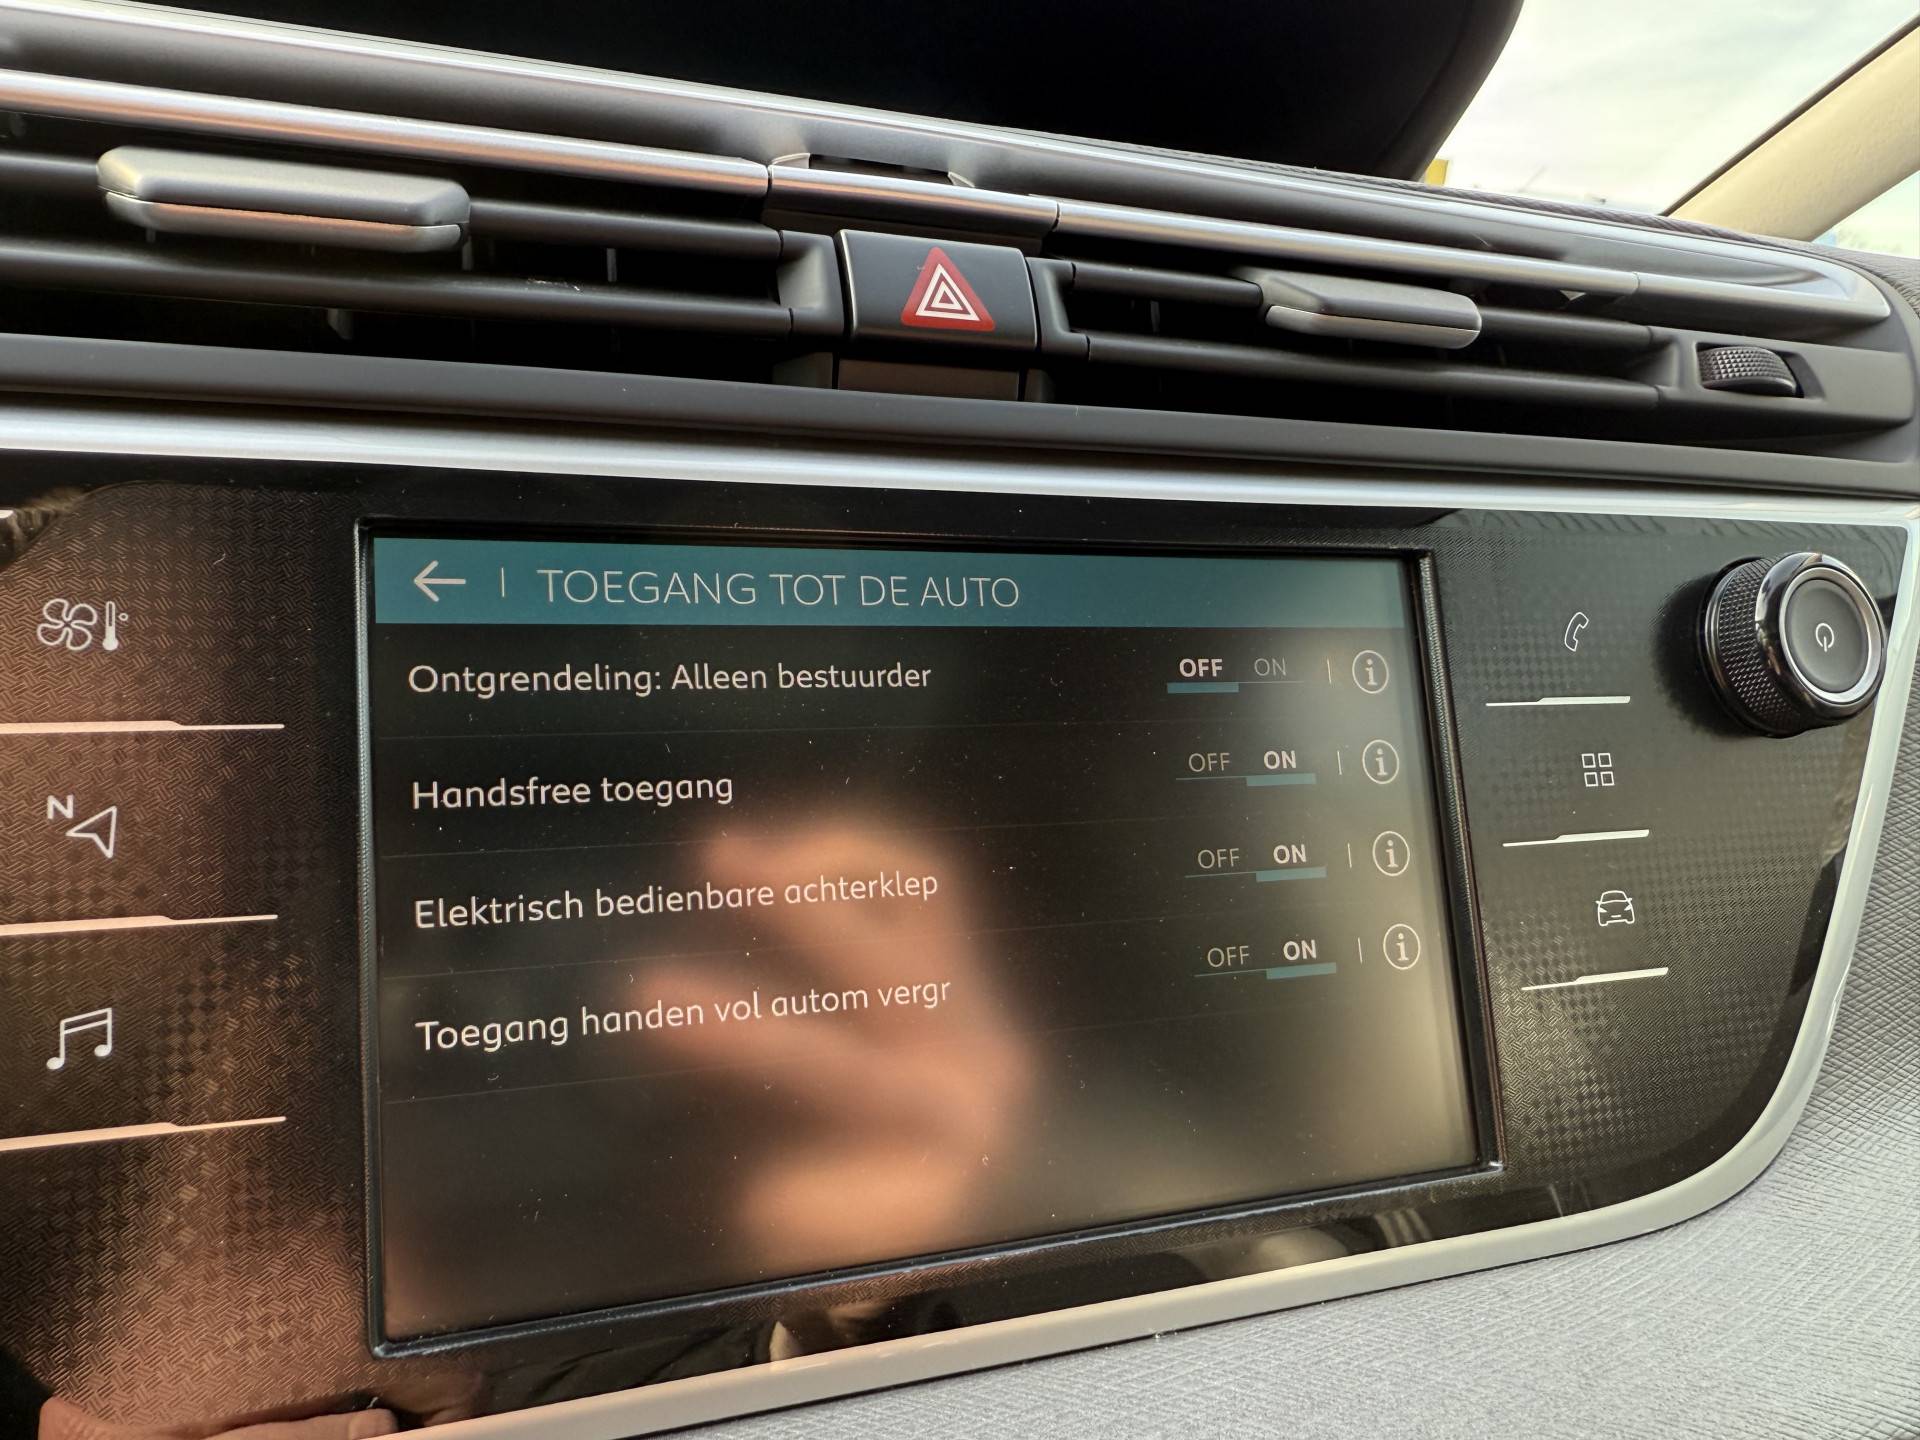 TOEGANG TOT DE AUTO
Ontgrendeling: Alleen bestuurder OFF ON
Handsfree toegang OFF ON
Elektrisch bedienbare achterklep OFF ON
Toegang handen vol autom vergr OFF ON
N